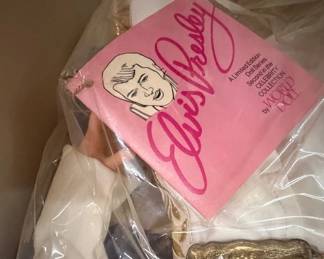 Elvis Presley
A Limited Edition
Doll Series
Second in the
CELEBRITY
COLLECTION
by WORLD
DOLL